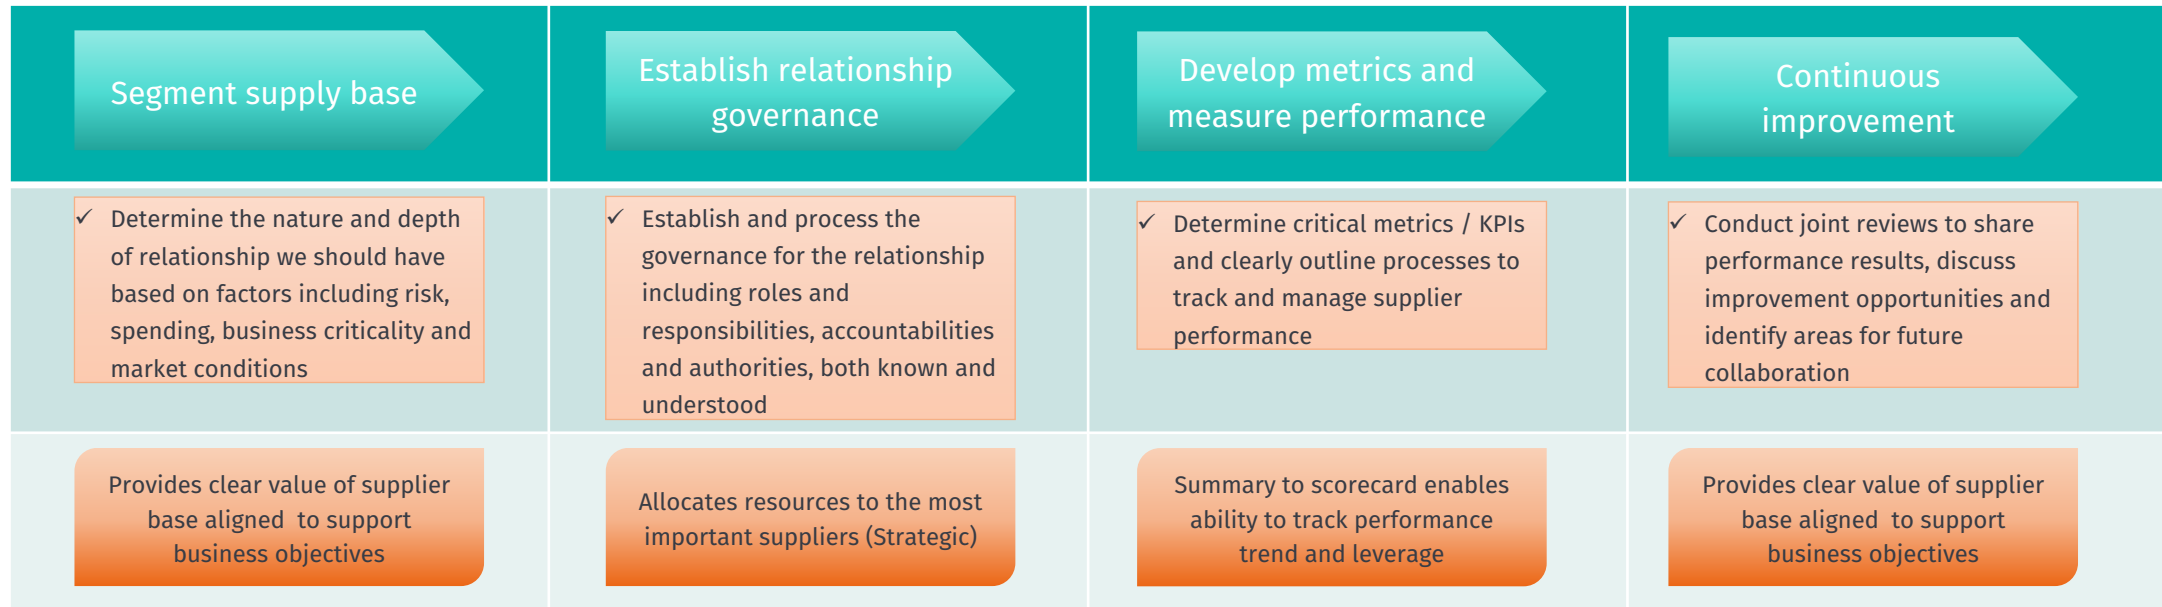 Segment supply base
Establish relationship
governance
Develop metrics and
measure performance
Continuous
improvement
✓ Determine the nature and depth
of relationship we should have
based on factors including risk,
spending, business criticality and
market conditions
✓ Establish and process the
governance for the relationship
including roles and
responsibilities, accountabilities
and authorities, both known and
understood
✓ Determine critical metrics / KPIs
and clearly outline processes to
track and manage supplier
performance
✓ Conduct joint reviews to share
performance results, discuss
improvement opportunities and
identify areas for future
collaboration
Provides clear value of supplier
base aligned to support
business objectives
Allocates resources to the most
important suppliers (Strategic)
Summary to scorecard enables
ability to track performance
trend and leverage
Provides clear value of supplier
base aligned to support
business objectives